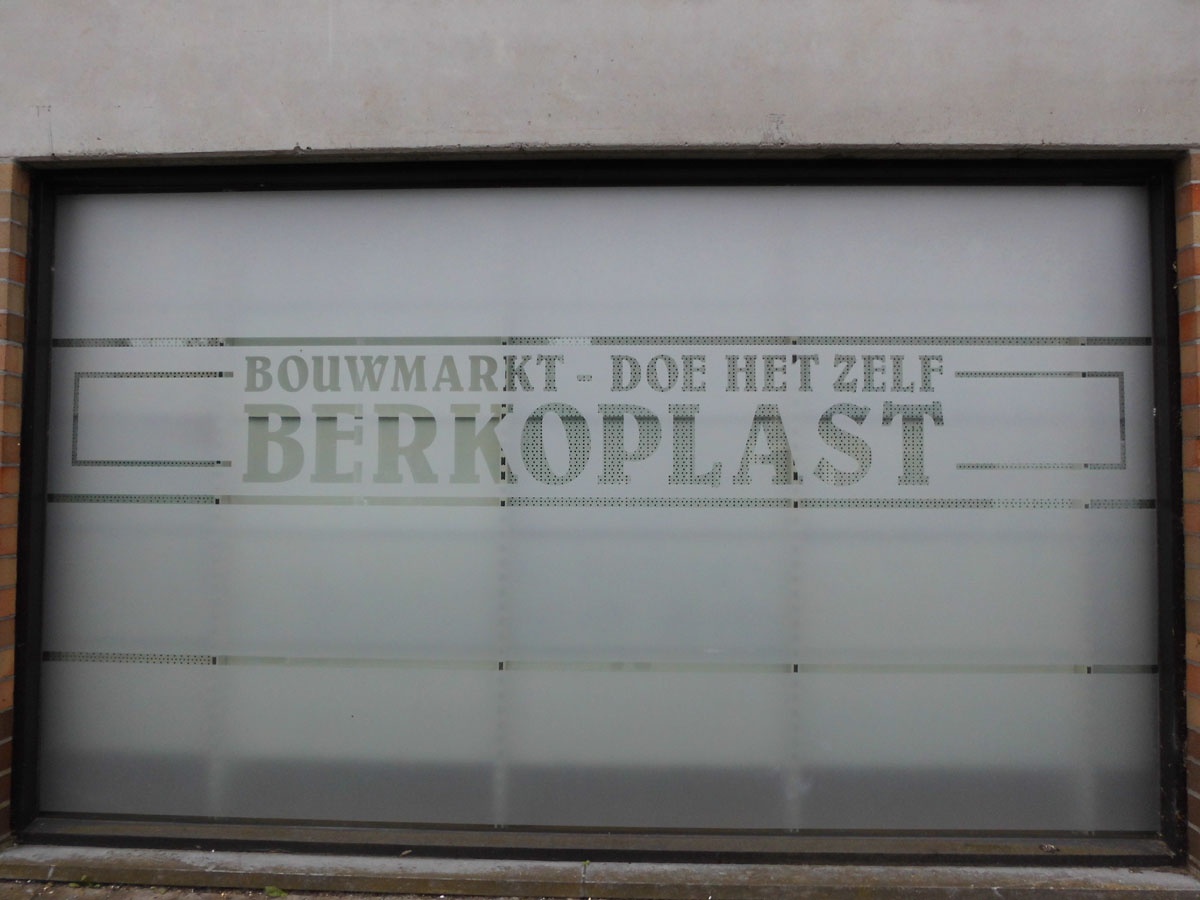 BOUWMARKT - DOE HET ZELF
BERKOPLAST